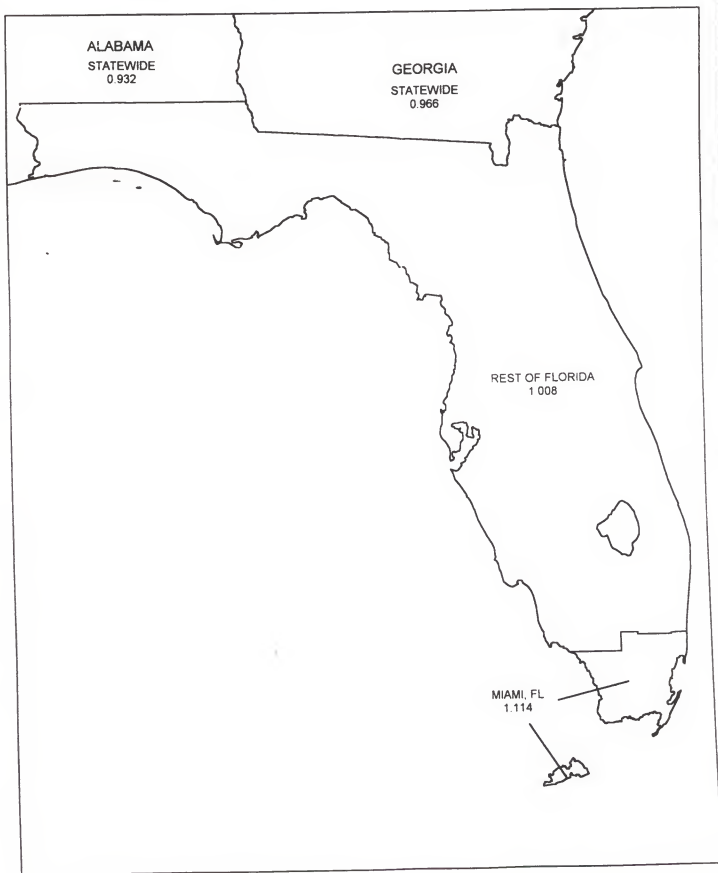 ALABAMA
STATEWIDE
0.932
GEORGIA
STATEWIDE
0.966
REST OF FLORIDA
1 008
MIAMI, FL
1.114